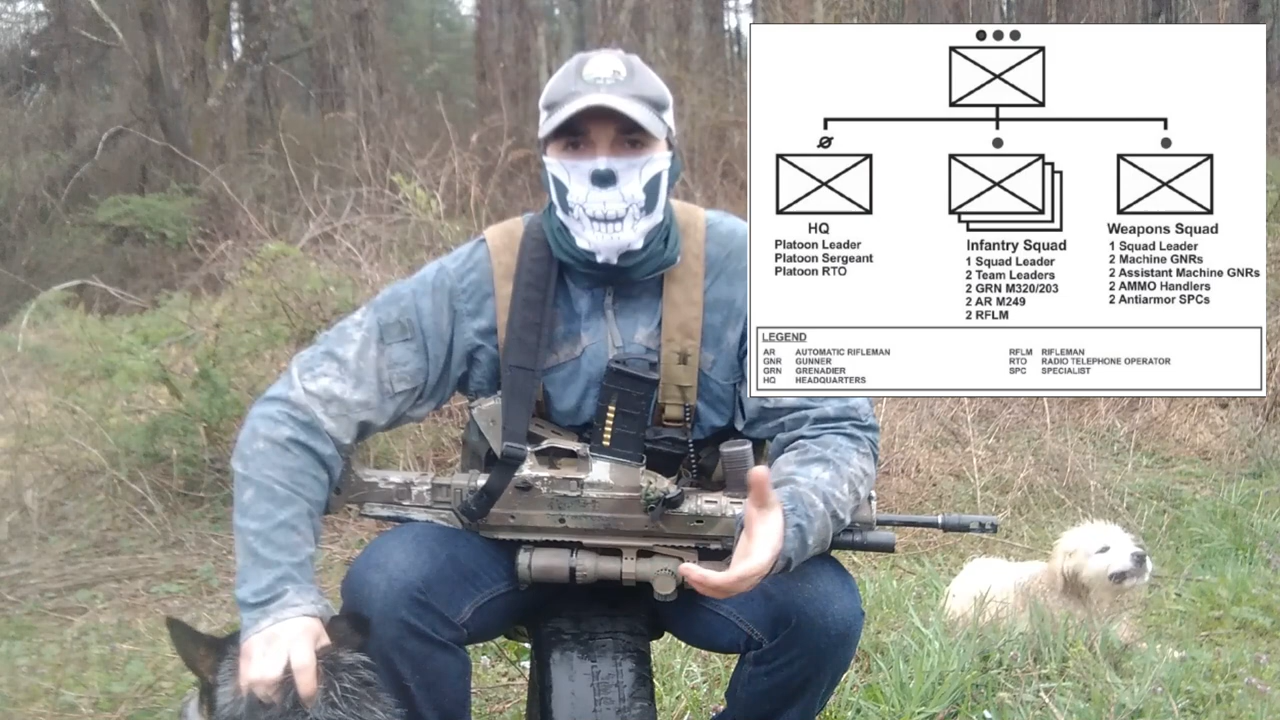 HQ
Platoon Leader
Platoon Sergeant
Platoon RTO
Infantry Squad
1 Squad Leader
2 Team Leaders
2 GRN M320/203
2 AR M249
2 RFLM
Weapons Squad
1 Squad Leader
2 Machine GNRs
2 Assistant Machine GNRs
2 AMMO Handlers
2 Antiarmor SPCs
LEGEND
AR AUTOMATIC RIFLEMAN
GNR GUNNER
GRN GRENADIER
HQ HEADQUARTERS
RFLM RIFLEMAN
RTO RADIO TELEPHONE OPERATOR
SPC SPECIALIST